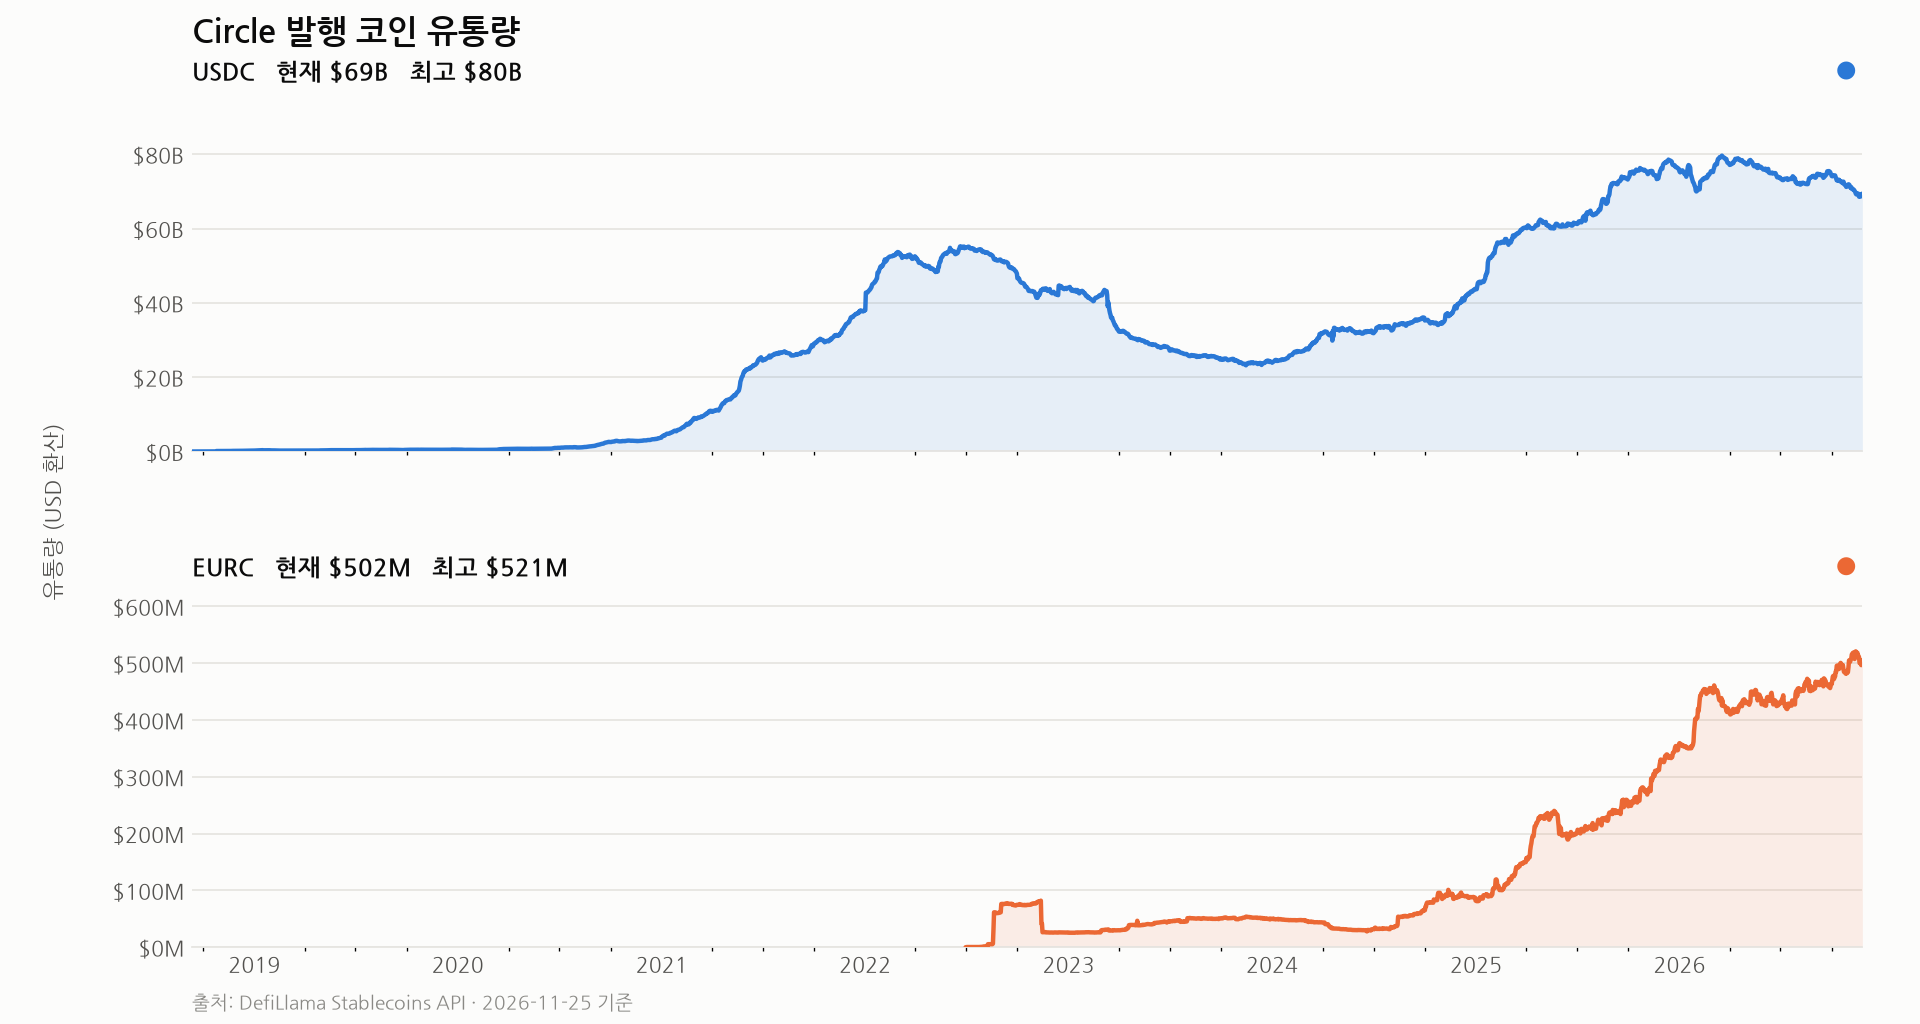 Circle 발행 코인 유통량
USDC 현재 $69B 최고 $80B
$80B
$60B
$40B
$20B
$0B
유통량 (USD 환산)
EURC 현재 $502M 최고 $521M
$600M
$500M
$400M
$300M
$200M
$100M
$0M
2019 2020 2021 2022 2023 2024 2025 2026
출처: DefiLlama Stablecoins API · 2026-11-25 기준